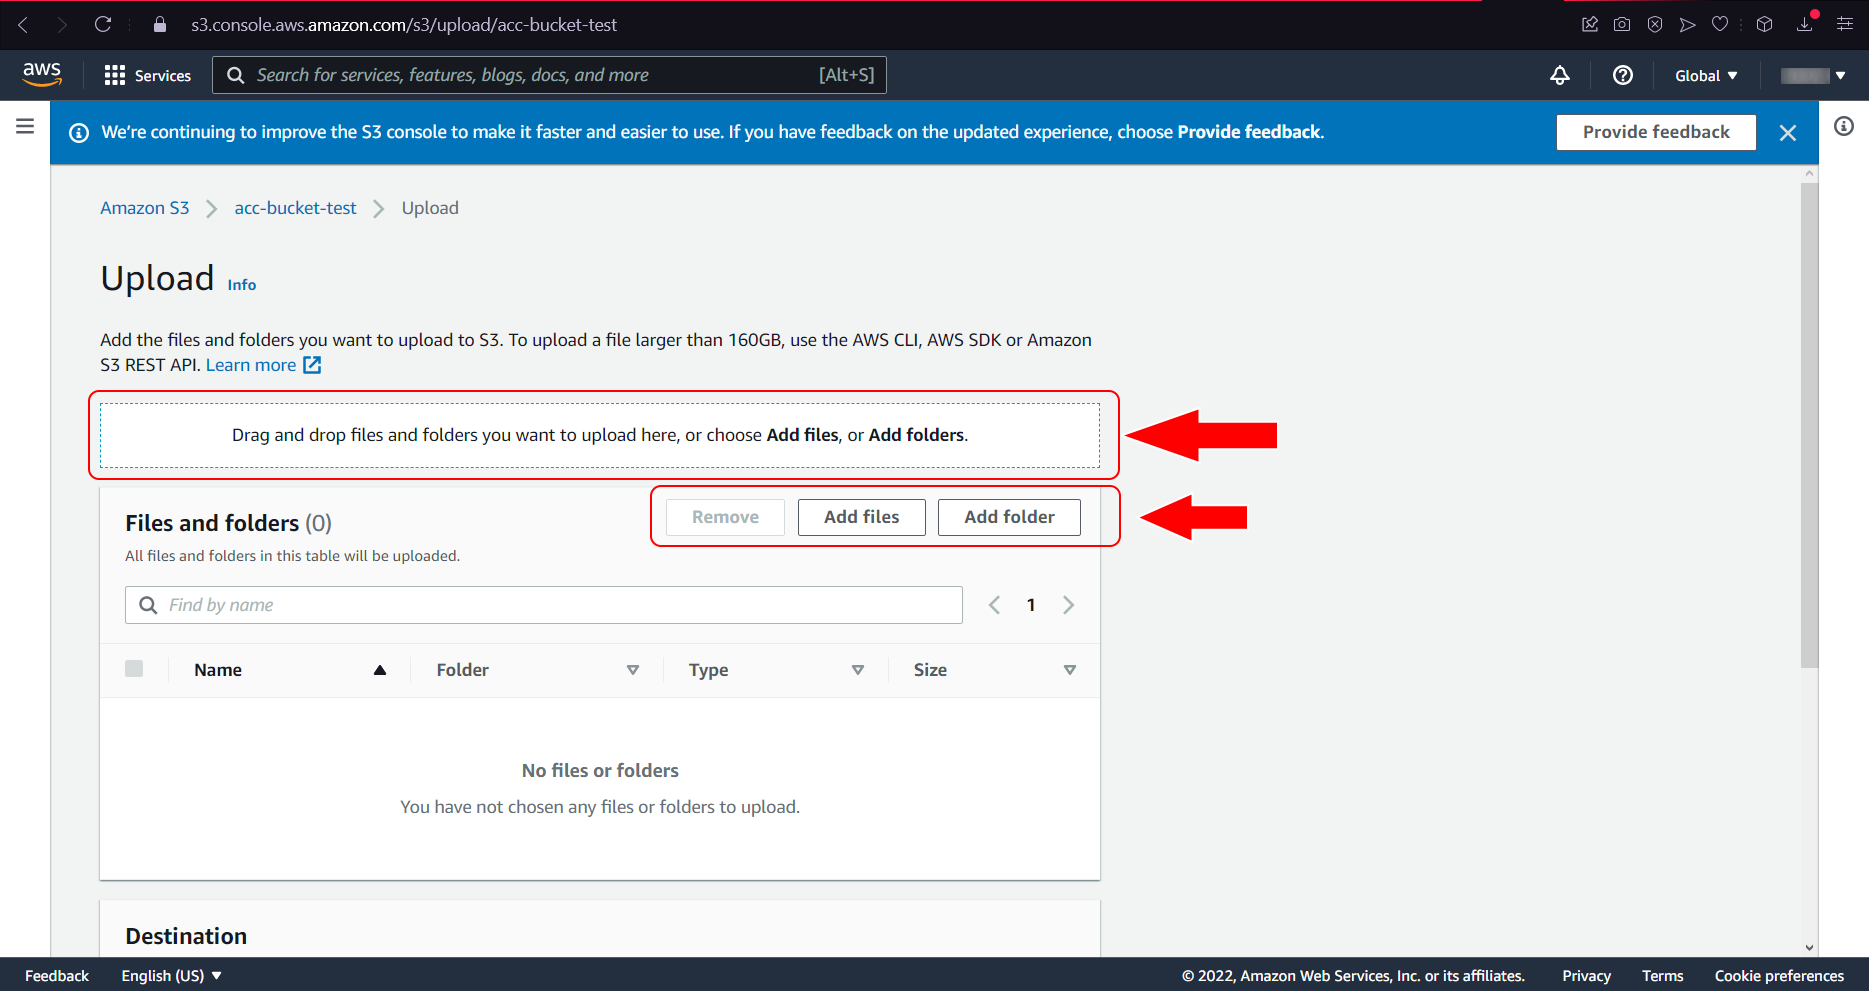 s3.console.aws.amazon.com/s3/upload/acc-bucket-test
aws Services Search for services, features, blogs, docs, and more [Alt+S] Global
We're continuing to improve the S3 console to make it faster and easier to use. If you have feedback on the updated experience, choose Provide feedback. Provide feedback
Amazon S3 acc-bucket-test Upload
Upload Info
Add the files and folders you want to upload to S3. To upload a file larger than 160GB, use the AWS CLI, AWS SDK or Amazon
S3 REST API. Learn more
Drag and drop files and folders you want to upload here, or choose Add files, or Add folders.
Files and folders (0) Remove Add files Add folder
All files and folders in this table will be uploaded.
Find by name 1
Name Folder Type Size
No files or folders
You have not chosen any files or folders to upload.
Destination
Feedback English (US) © 2022, Amazon Web Services, Inc. or its affiliates. Privacy Terms Cookie preferences